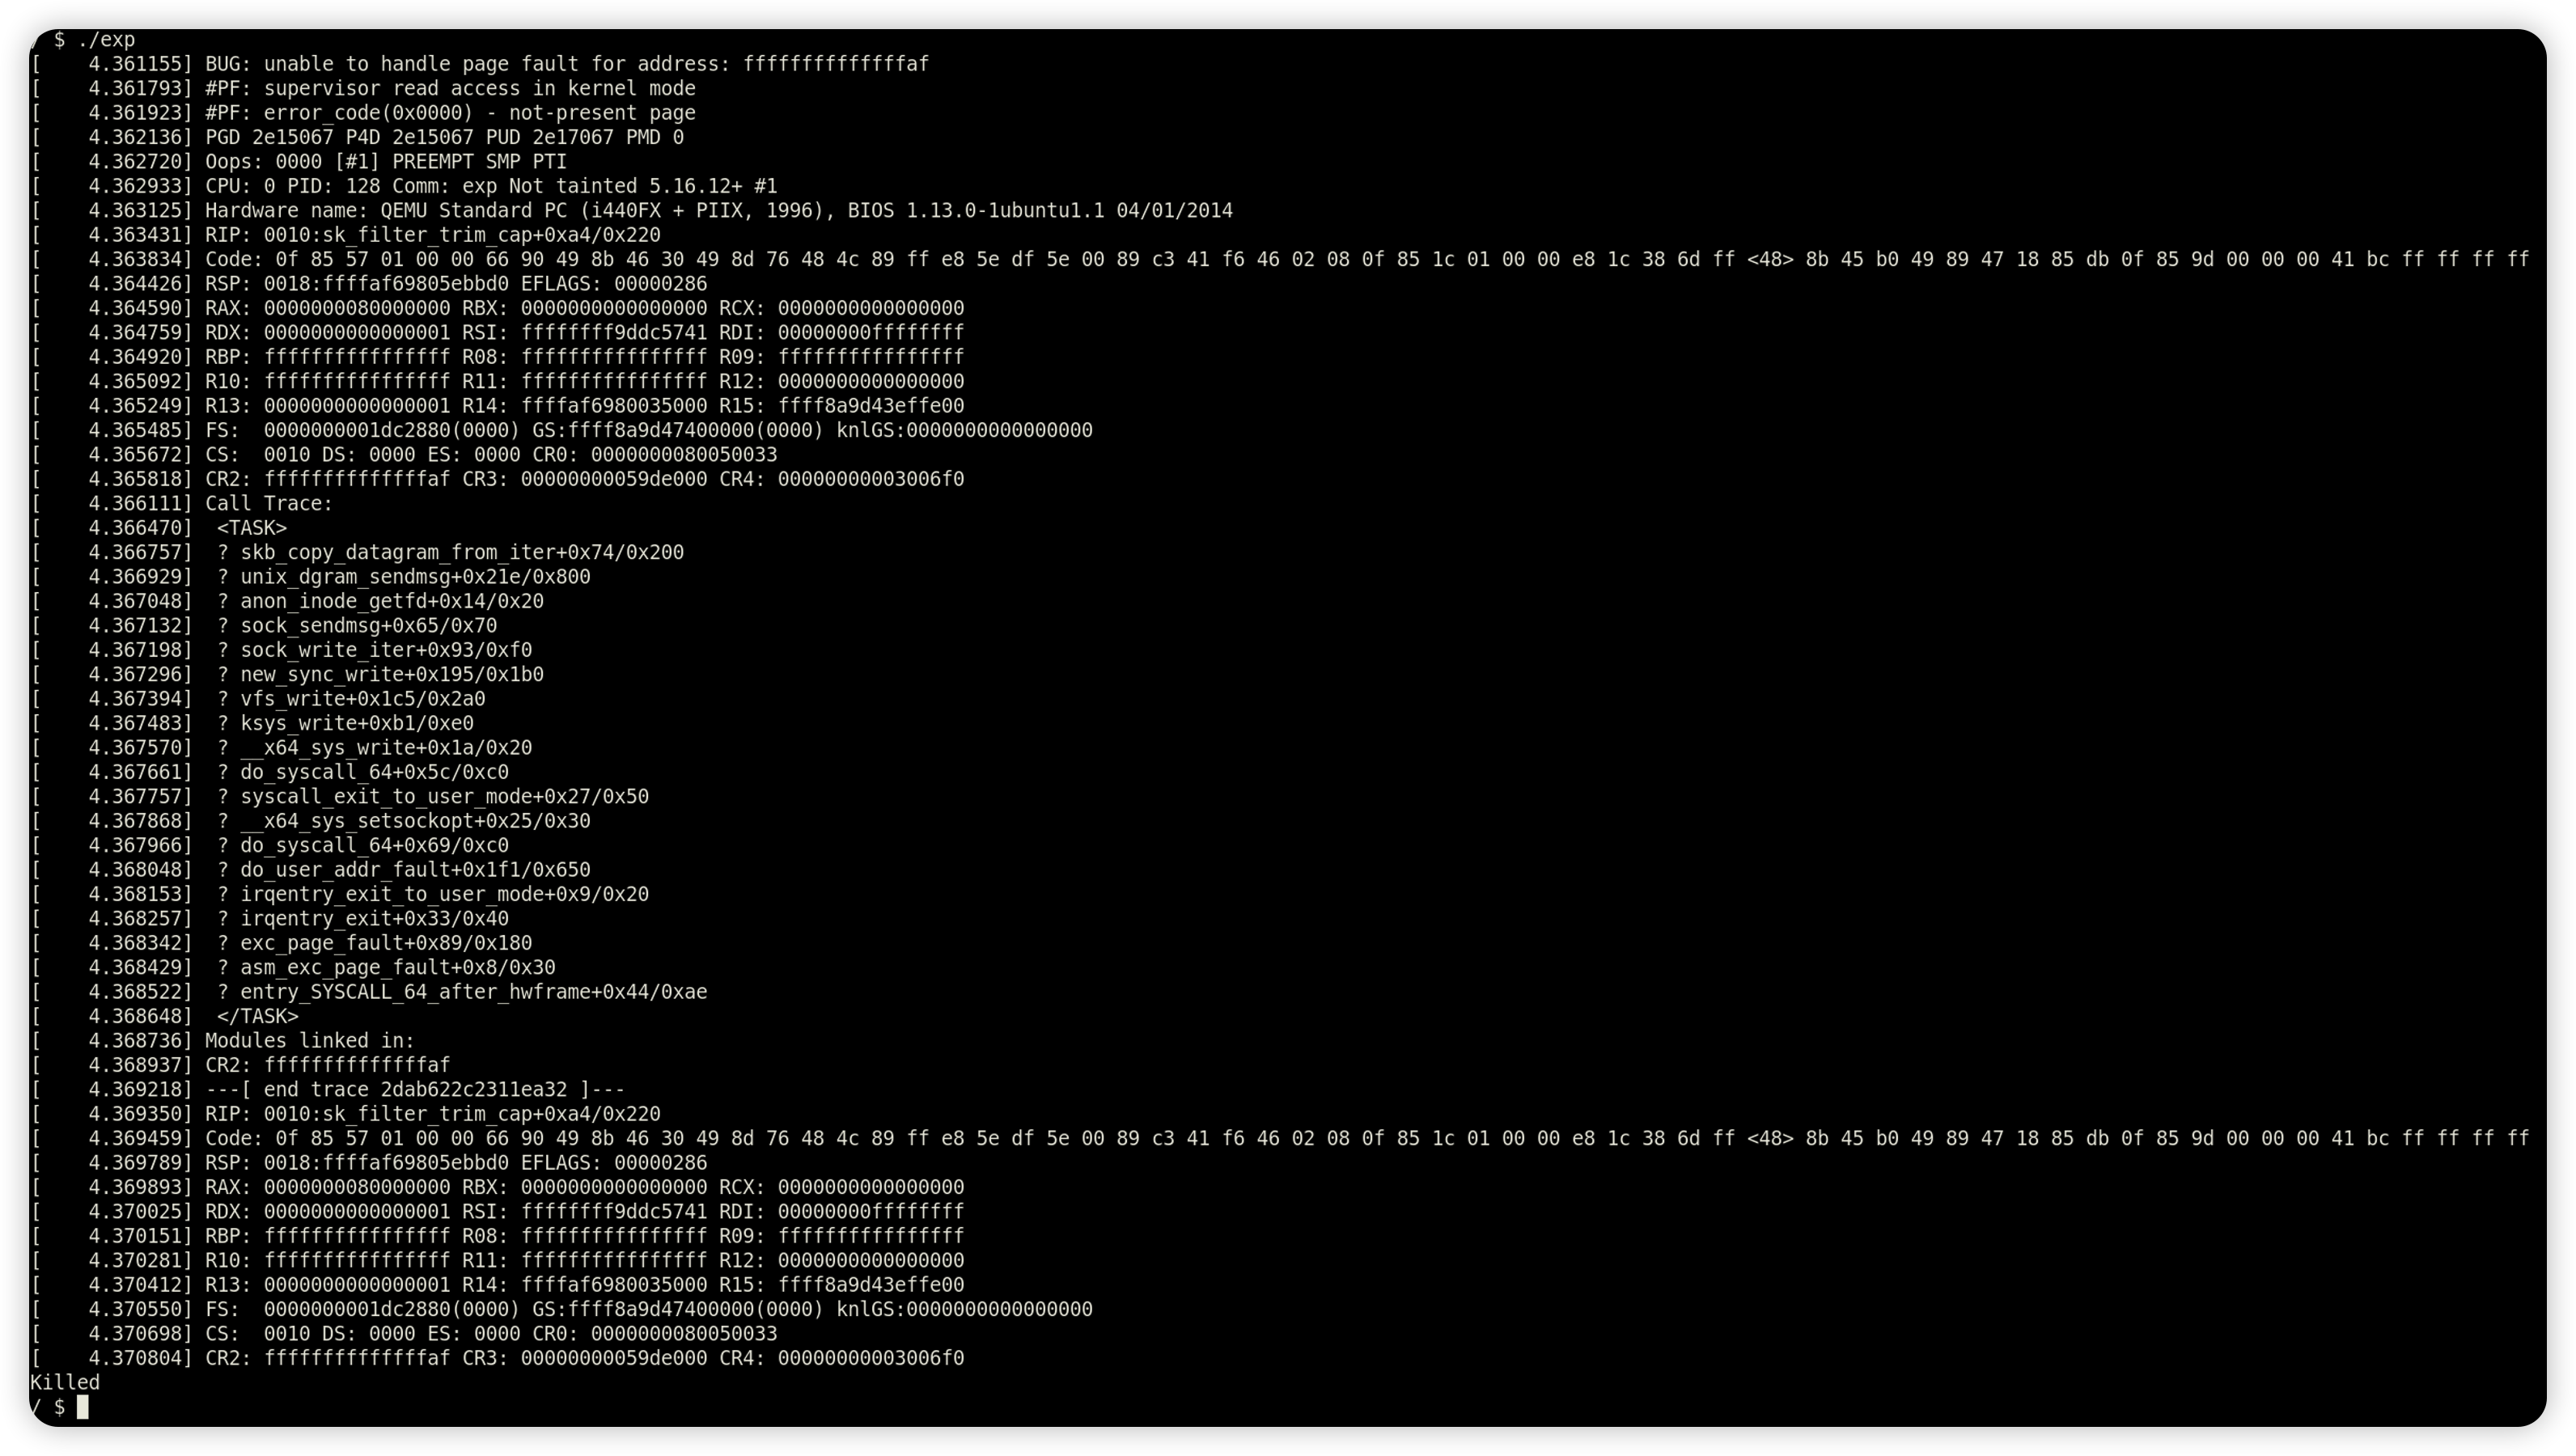 / $ ./exp
[    4.361155] BUG: unable to handle page fault for address: ffffffffffffffaf
[    4.361793] #PF: supervisor read access in kernel mode
[    4.361923] #PF: error_code(0x0000) - not-present page
[    4.362136] PGD 2e15067 P4D 2e15067 PUD 2e17067 PMD 0
[    4.362720] Oops: 0000 [#1] PREEMPT SMP PTI
[    4.362933] CPU: 0 PID: 128 Comm: exp Not tainted 5.16.12+ #1
[    4.363125] Hardware name: QEMU Standard PC (i440FX + PIIX, 1996), BIOS 1.13.0-1ubuntu1.1 04/01/2014
[    4.363431] RIP: 0010:sk_filter_trim_cap+0xa4/0x220
[    4.363834] Code: 0f 85 57 01 00 00 66 90 49 8b 46 30 49 8d 76 48 4c 89 ff e8 5e df 5e 00 89 c3 41 f6 46 02 08 0f 85 1c 01 00 00 e8 1c 38 6d ff <48> 8b 45 b0 49 89 47 18 85 db 0f 85 9d 00 00 00 41 bc ff ff ff ff
[    4.364426] RSP: 0018:ffffaf69805ebbd0 EFLAGS: 00000286
[    4.364590] RAX: 0000000080000000 RBX: 0000000000000000 RCX: 0000000000000000
[    4.364759] RDX: 0000000000000001 RSI: ffffffff9ddc5741 RDI: 00000000ffffffff
[    4.364920] RBP: ffffffffffffffff R08: ffffffffffffffff R09: ffffffffffffffff
[    4.365092] R10: ffffffffffffffff R11: ffffffffffffffff R12: 0000000000000000
[    4.365249] R13: 0000000000000001 R14: ffffaf6980035000 R15: ffff8a9d43effe00
[    4.365485] FS:  0000000001dc2880(0000) GS:ffff8a9d47400000(0000) knlGS:0000000000000000
[    4.365672] CS:  0010 DS: 0000 ES: 0000 CR0: 0000000080050033
[    4.365818] CR2: ffffffffffffffaf CR3: 00000000059de000 CR4: 00000000003006f0
[    4.366111] Call Trace:
[    4.366470]  <TASK>
[    4.366757]  ? skb_copy_datagram_from_iter+0x74/0x200
[    4.366929]  ? unix_dgram_sendmsg+0x21e/0x800
[    4.367048]  ? anon_inode_getfd+0x14/0x20
[    4.367132]  ? sock_sendmsg+0x65/0x70
[    4.367198]  ? sock_write_iter+0x93/0xf0
[    4.367296]  ? new_sync_write+0x195/0x1b0
[    4.367394]  ? vfs_write+0x1c5/0x2a0
[    4.367483]  ? ksys_write+0xb1/0xe0
[    4.367570]  ? __x64_sys_write+0x1a/0x20
[    4.367661]  ? do_syscall_64+0x5c/0xc0
[    4.367757]  ? syscall_exit_to_user_mode+0x27/0x50
[    4.367868]  ? __x64_sys_setsockopt+0x25/0x30
[    4.367966]  ? do_syscall_64+0x69/0xc0
[    4.368048]  ? do_user_addr_fault+0x1f1/0x650
[    4.368153]  ? irqentry_exit_to_user_mode+0x9/0x20
[    4.368257]  ? irqentry_exit+0x33/0x40
[    4.368342]  ? exc_page_fault+0x89/0x180
[    4.368429]  ? asm_exc_page_fault+0x8/0x30
[    4.368522]  ? entry_SYSCALL_64_after_hwframe+0x44/0xae
[    4.368648]  </TASK>
[    4.368736] Modules linked in:
[    4.368937] CR2: ffffffffffffffaf
[    4.369218] ---[ end trace 2dab622c2311ea32 ]---
[    4.369350] RIP: 0010:sk_filter_trim_cap+0xa4/0x220
[    4.369459] Code: 0f 85 57 01 00 00 66 90 49 8b 46 30 49 8d 76 48 4c 89 ff e8 5e df 5e 00 89 c3 41 f6 46 02 08 0f 85 1c 01 00 00 e8 1c 38 6d ff <48> 8b 45 b0 49 89 47 18 85 db 0f 85 9d 00 00 00 41 bc ff ff ff ff
[    4.369789] RSP: 0018:ffffaf69805ebbd0 EFLAGS: 00000286
[    4.369893] RAX: 0000000080000000 RBX: 0000000000000000 RCX: 0000000000000000
[    4.370025] RDX: 0000000000000001 RSI: ffffffff9ddc5741 RDI: 00000000ffffffff
[    4.370151] RBP: ffffffffffffffff R08: ffffffffffffffff R09: ffffffffffffffff
[    4.370281] R10: ffffffffffffffff R11: ffffffffffffffff R12: 0000000000000000
[    4.370412] R13: 0000000000000001 R14: ffffaf6980035000 R15: ffff8a9d43effe00
[    4.370550] FS:  0000000001dc2880(0000) GS:ffff8a9d47400000(0000) knlGS:0000000000000000
[    4.370698] CS:  0010 DS: 0000 ES: 0000 CR0: 0000000080050033
[    4.370804] CR2: ffffffffffffffaf CR3: 00000000059de000 CR4: 00000000003006f0
Killed
/ $